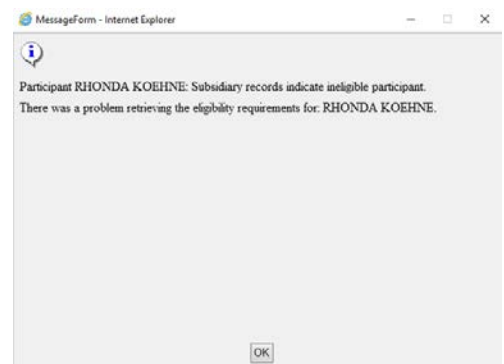 MessageForm - Internet Explorer
Participant RHONDA KOEHNE: Subsidiary records indicate ineligible participant.
There was a problem retrieving the eligibility requirements for: RHONDA KOEHNE.
OK